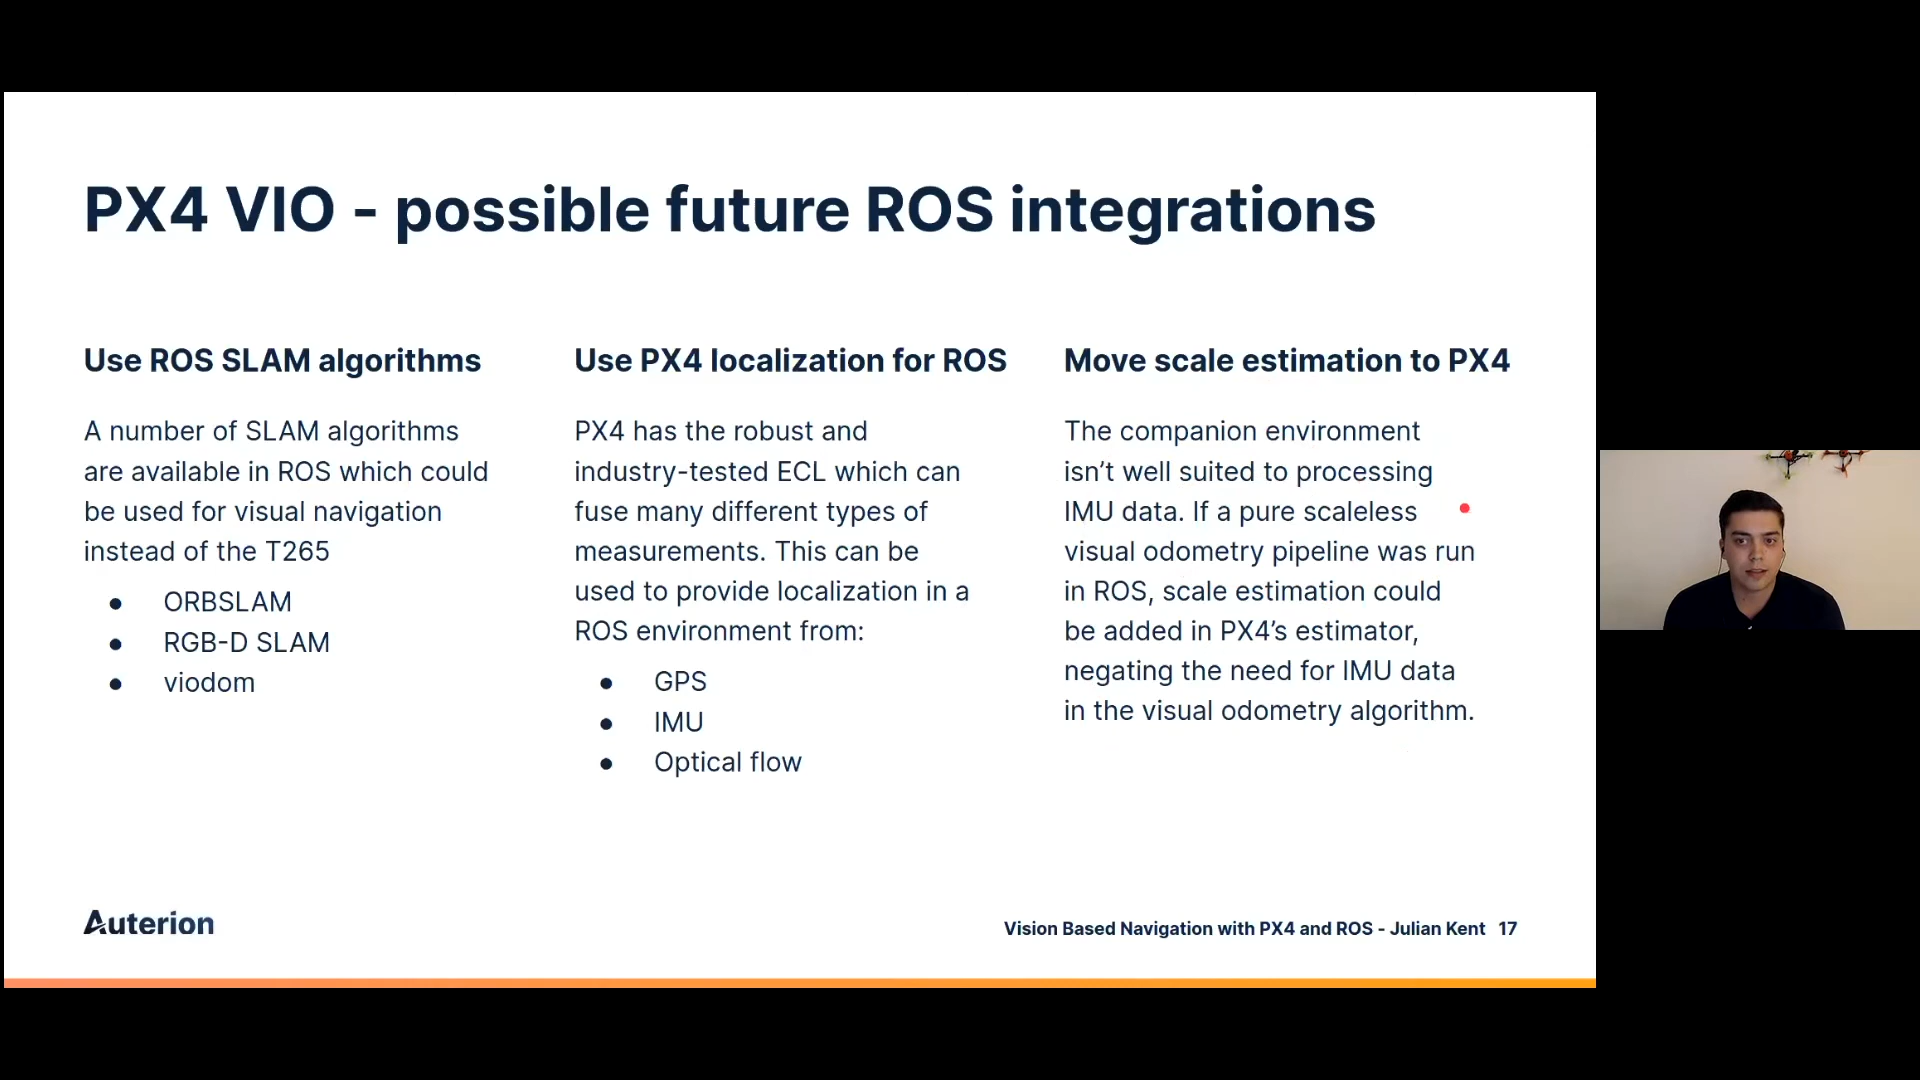 PX4 VIO - possible future ROS integrations
Use ROS SLAM algorithms
A number of SLAM algorithms
are available in ROS which could
be used for visual navigation
instead of the T265
● ORBSLAM
● RGB-D SLAM
● viodom
Use PX4 localization for ROS
PX4 has the robust and
industry-tested ECL which can
fuse many different types of
measurements. This can be
used to provide localization in a
ROS environment from:
● GPS
● IMU
● Optical flow
Move scale estimation to PX4
The companion environment
isn’t well suited to processing
IMU data. If a pure scaleless
visual odometry pipeline was run
in ROS, scale estimation could
be added in PX4’s estimator,
negating the need for IMU data
in the visual odometry algorithm.
Auterion
Vision Based Navigation with PX4 and ROS - Julian Kent 17